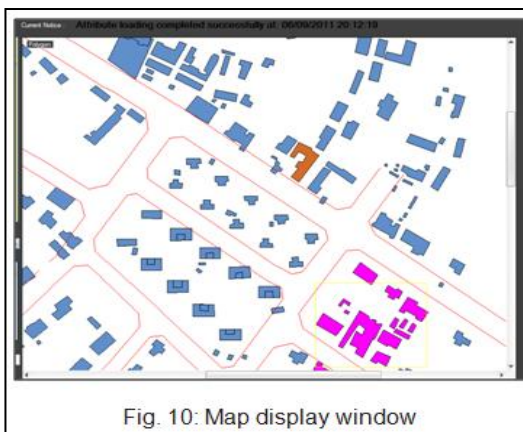 Current Notice : Attribute loading completed successfully at: 06/09/2011 20:12:19
Polygon
Fig. 10: Map display window